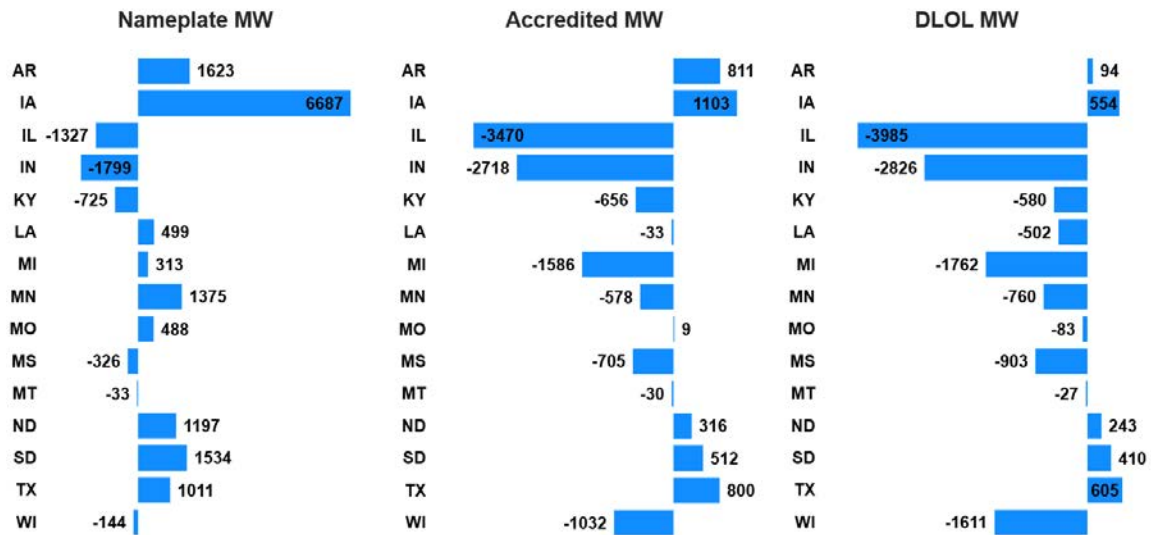 Nameplate MW Accredited MW DLOL MW
AR 1623 AR 811 AR 94
IA 6687 IA 1103 IA 554
IL -1327 IL -3470 IL -3985
IN -1799 IN -2718 IN -2826
KY -725 KY -656 KY -580
LA 499 LA -33 LA -502
MI 313 MI -1586 MI -1762
MN 1375 MN -578 MN -760
MO 488 MO 9 MO -83
MS -326 MS -705 MS -903
MT -33 MT -30 MT -27
ND 1197 ND 316 ND 243
SD 1534 SD 512 SD 410
TX 1011 TX 800 TX 605
WI -144 WI -1032 WI -1611